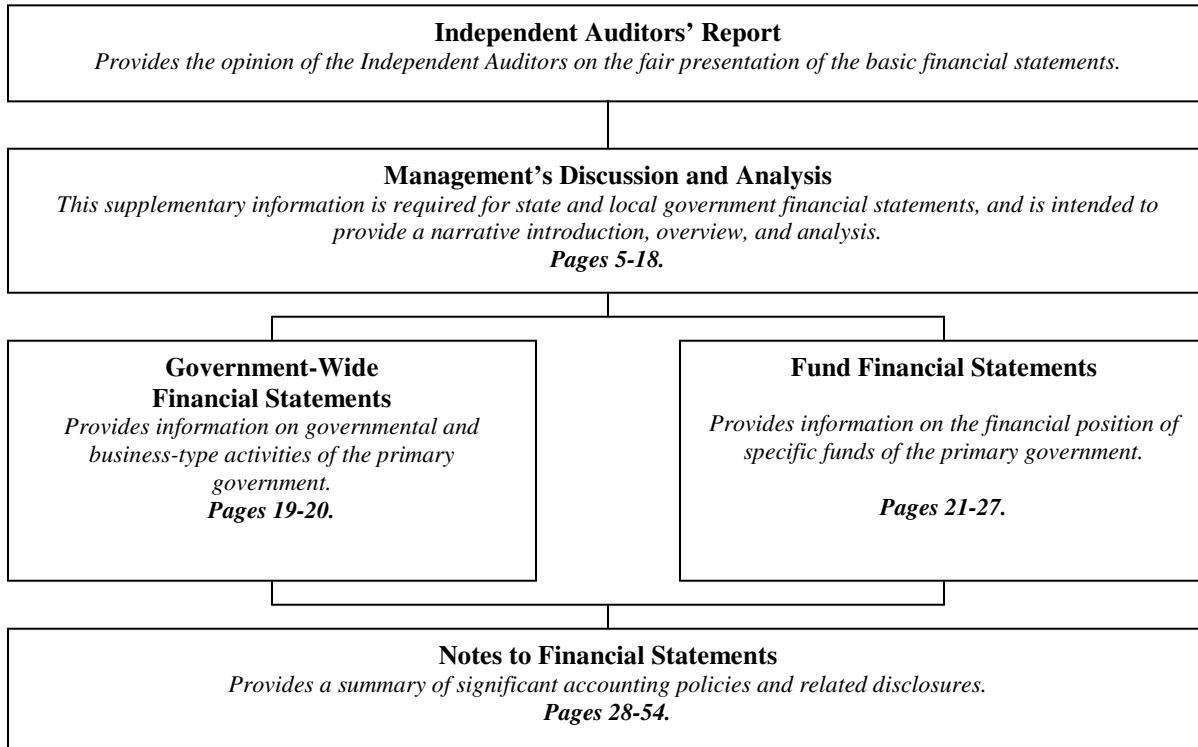 Independent Auditors’ Report
Provides the opinion of the Independent Auditors on the fair presentation of the basic financial statements.
Management’s Discussion and Analysis
This supplementary information is required for state and local government financial statements, and is intended to
provide a narrative introduction, overview, and analysis.
Pages 5-18.
Government-Wide
Financial Statements
Provides information on governmental and
business-type activities of the primary
government.
Pages 19-20.
Fund Financial Statements
Provides information on the financial position of
specific funds of the primary government.
Pages 21-27.
Notes to Financial Statements
Provides a summary of significant accounting policies and related disclosures.
Pages 28-54.